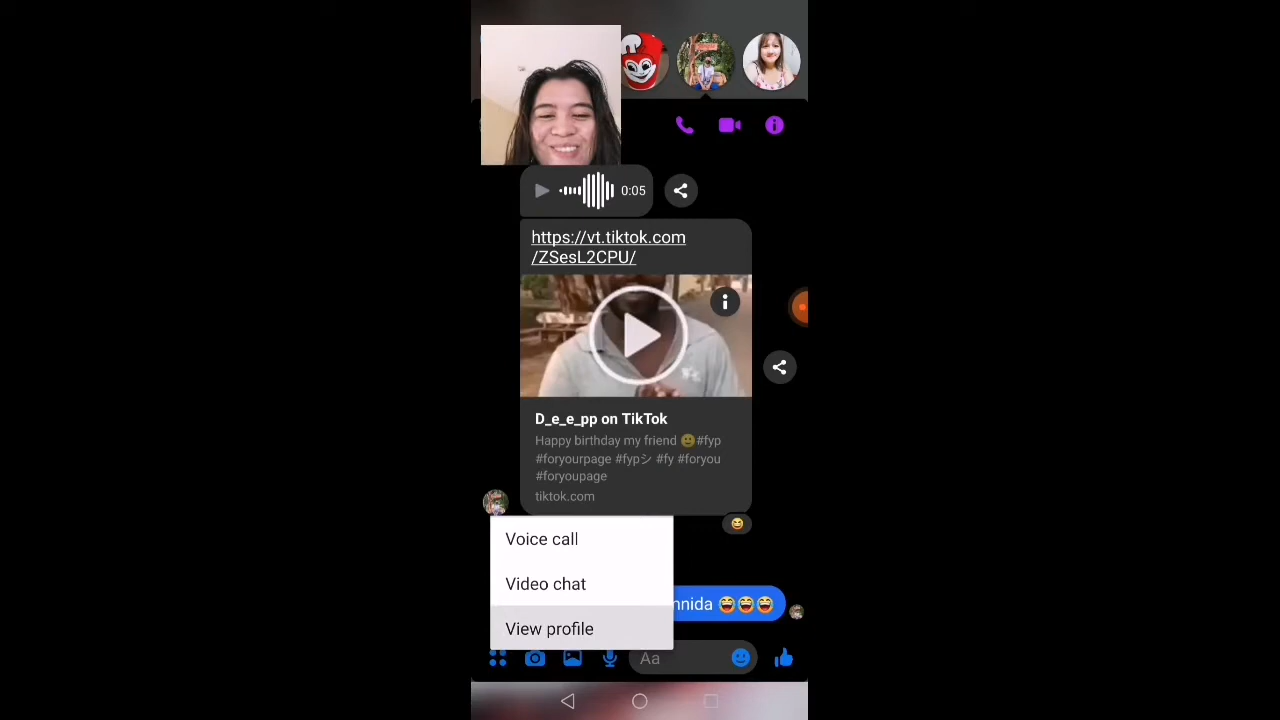 0:05
https://vt.tiktok.com
/ZSesL2CPU/
D_e_e_pp on TikTok
Happy birthday my friend 🙂#fyp
#foryourpage #fypシ #fy #foryou
#foryoupage
tiktok.com
Voice call
Video chat
nnida 😂😂😂
View profile
Aa